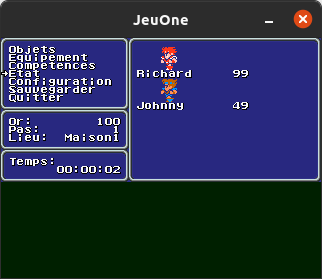 JeuOne
Objets
Equipement
Compétences
Etat
Configuration
Sauvegarder
Quitter
Or: 100
Pas: 1
Lieu: Maison1
Temps:
00:00:02
Richard 99
Johnny 49